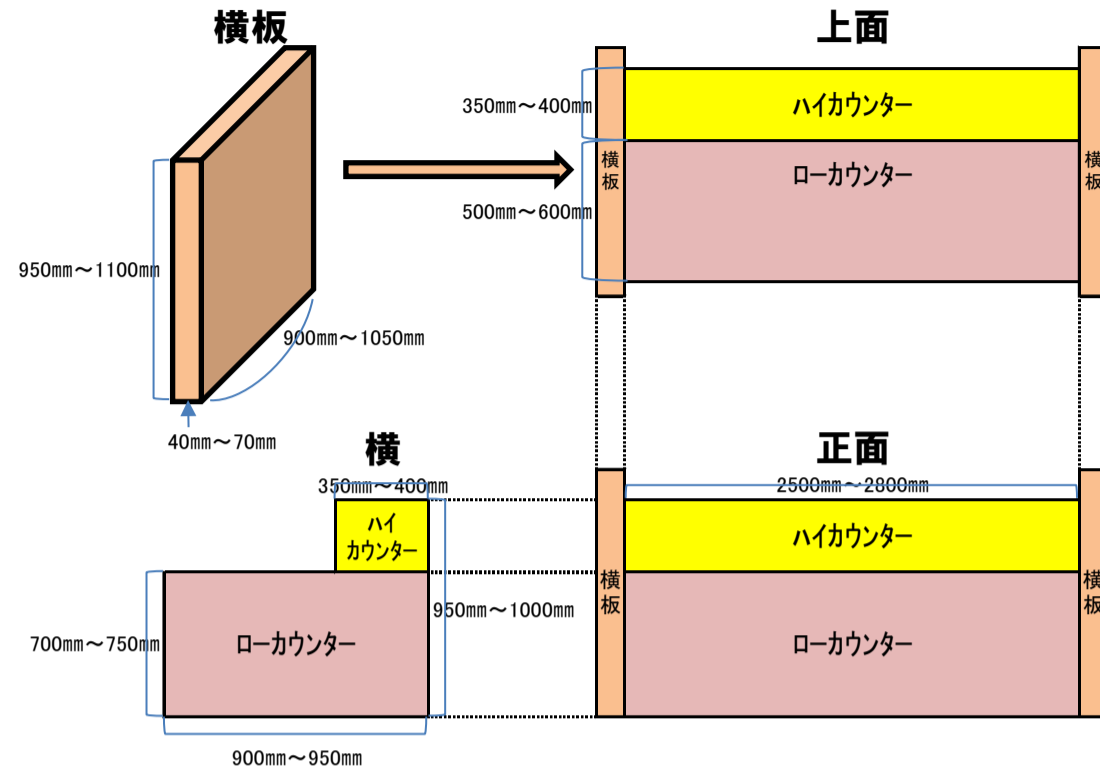 横板
950mm～1100mm
900mm～1050mm
40mm～70mm
上面
350mm～400mm
500mm～600mm
横板
ハイカウンター
ローカウンター
横板
横
350mm～400mm
ハイ
カウンター
ローカウンター
700mm～750mm
950mm～1000mm
900mm～950mm
正面
2500mm～2800mm
横板
ハイカウンター
ローカウンター
横板